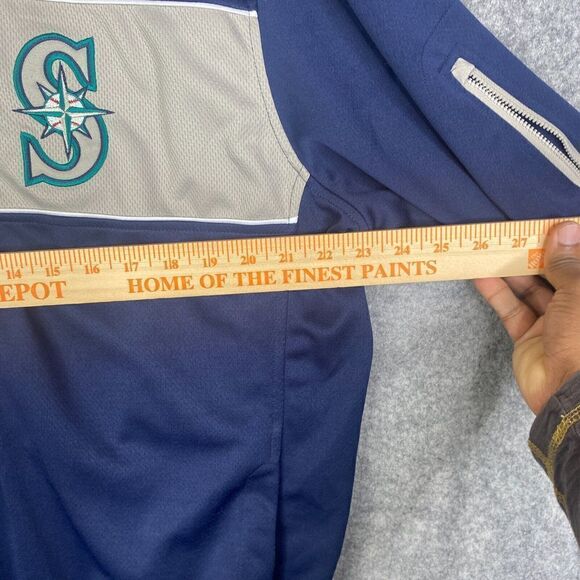 S
14 15 16 17 18 19 20 21 22 23 24 25 26 27
EPOT HOME OF THE FINEST PAINTS